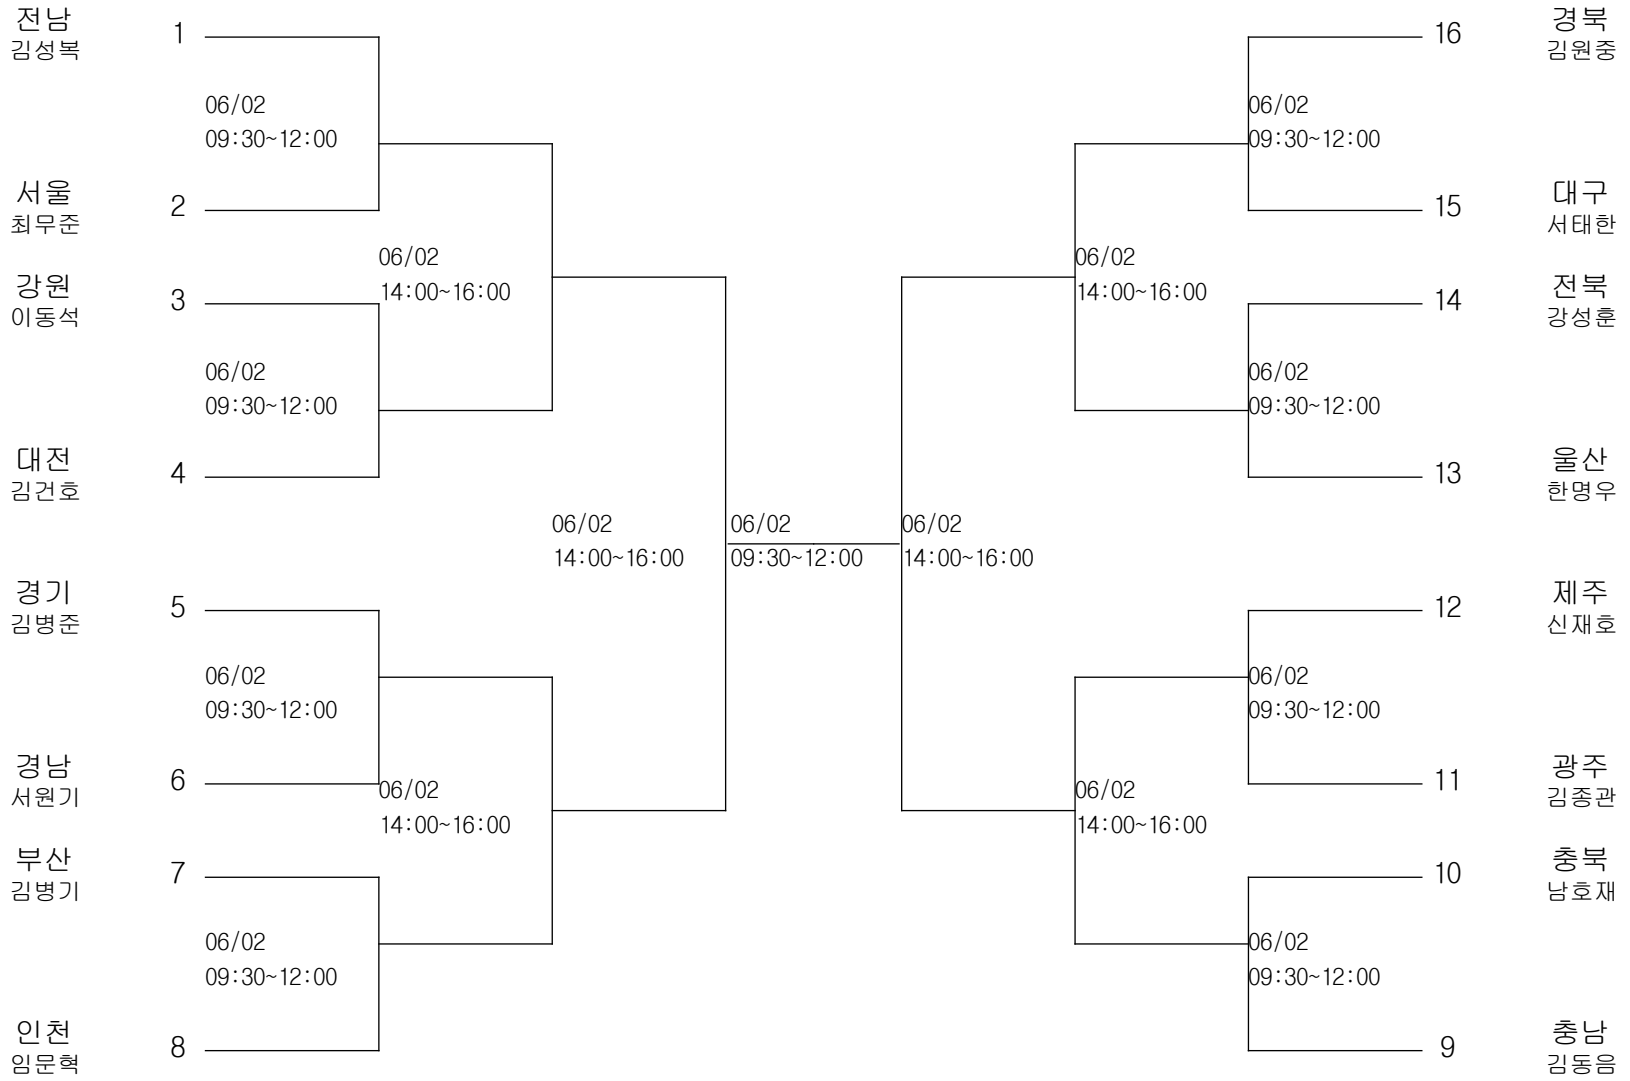 전남
김성복
1
06/02
09:30~12:00
서울
최무준
2
06/02
14:00~16:00
강원
이동석
3
06/02
09:30~12:00
대전
김건호
4
06/02
14:00~16:00
경기
김병준
5
06/02
09:30~12:00
경남
서원기
6
06/02
14:00~16:00
부산
김병기
7
06/02
09:30~12:00
인천
임문혁
8
06/02
09:30~12:00
16
경북
김원중
06/02
09:30~12:00
15
대구
서태한
06/02
14:00~16:00
14
전북
강성훈
06/02
09:30~12:00
13
울산
한명우
06/02
14:00~16:00
12
제주
신재호
06/02
09:30~12:00
11
광주
김종관
06/02
14:00~16:00
10
충북
남호재
06/02
09:30~12:00
9
충남
김동음